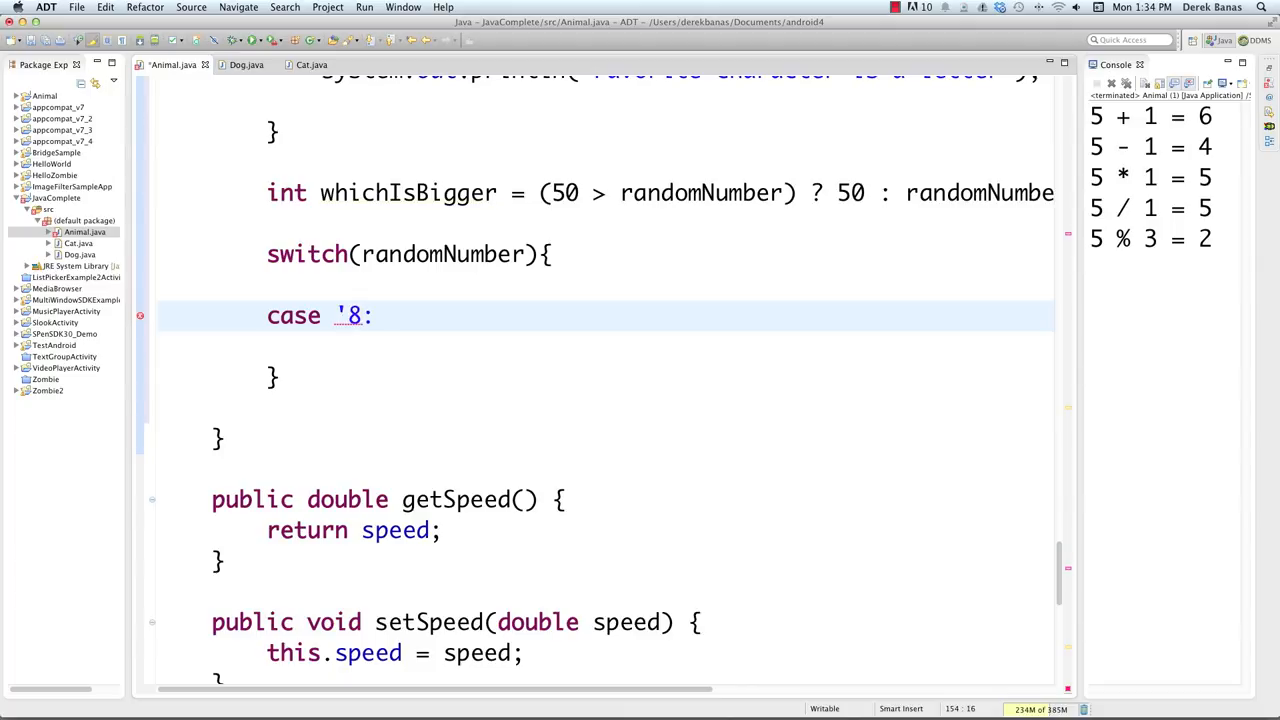 ADT File Edit Refactor Source Navigate Search Project Run Window Help 10 Mon 1:34 PM Derek Banas
Java – JavaComplete/src/Animal.java – ADT – /Users/derekbanas/Documents/android4
Quick Access Java DDMS
Package Exp *Animal.java Dog.java Cat.java Console
<terminated> Animal (1) [Java Application] /S
Animal
appcompat_v7
appcompat_v7_2
appcompat_v7_3
appcompat_v7_4
BridgeSample
HelloWorld
HelloZombie
ImageFilterSampleApp
JavaComplete
src
(default package)
Animal.java
Cat.java
Dog.java
JRE System Library [Ja
ListPickerExample2Activi
MediaBrowser
MultiWindowSDKExample
MusicPlayerActivity
SlookActivity
SPenSDK30_Demo
TestAndroid
TextGroupActivity
VideoPlayerActivity
Zombie
Zombie2
System.out.println("Favorite character is a letter");
}
int whichIsBigger = (50 > randomNumber) ? 50 : randomNumbe
switch(randomNumber){
case '8:
}
}
public double getSpeed() {
return speed;
}
public void setSpeed(double speed) {
this.speed = speed;
}
5 + 1 = 6
5 - 1 = 4
5 * 1 = 5
5 / 1 = 5
5 % 3 = 2
Writable Smart Insert 154 : 16 234M of 385M